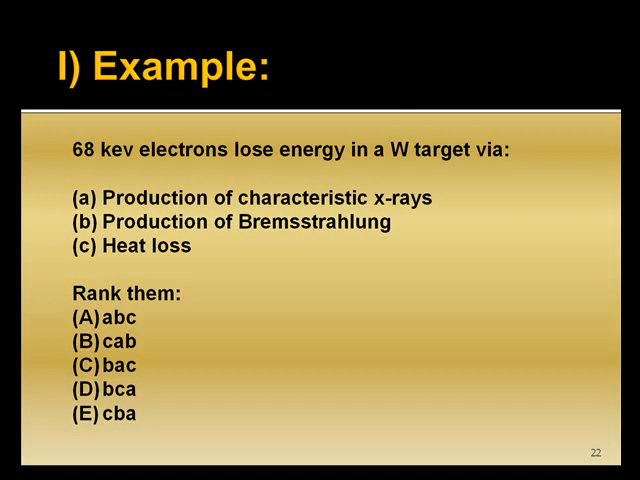 I) Example:
68 kev electrons lose energy in a W target via:
(a) Production of characteristic x-rays
(b) Production of Bremsstrahlung
(c) Heat loss
Rank them:
(A) abc
(B) cab
(C) bac
(D) bca
(E) cba
22